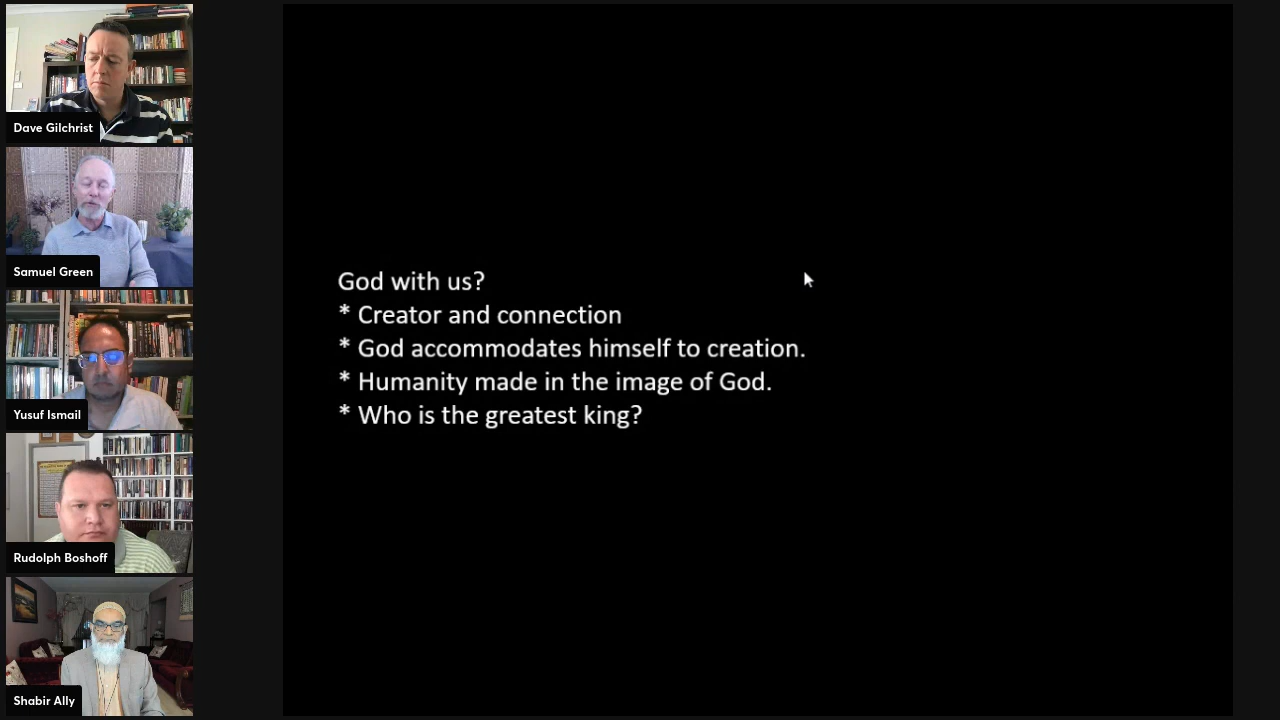 Dave Gilchrist
Samuel Green
Yusuf Ismail
Rudolph Boshoff
Shabir Ally
God with us?
* Creator and connection
* God accommodates himself to creation.
* Humanity made in the image of God.
* Who is the greatest king?